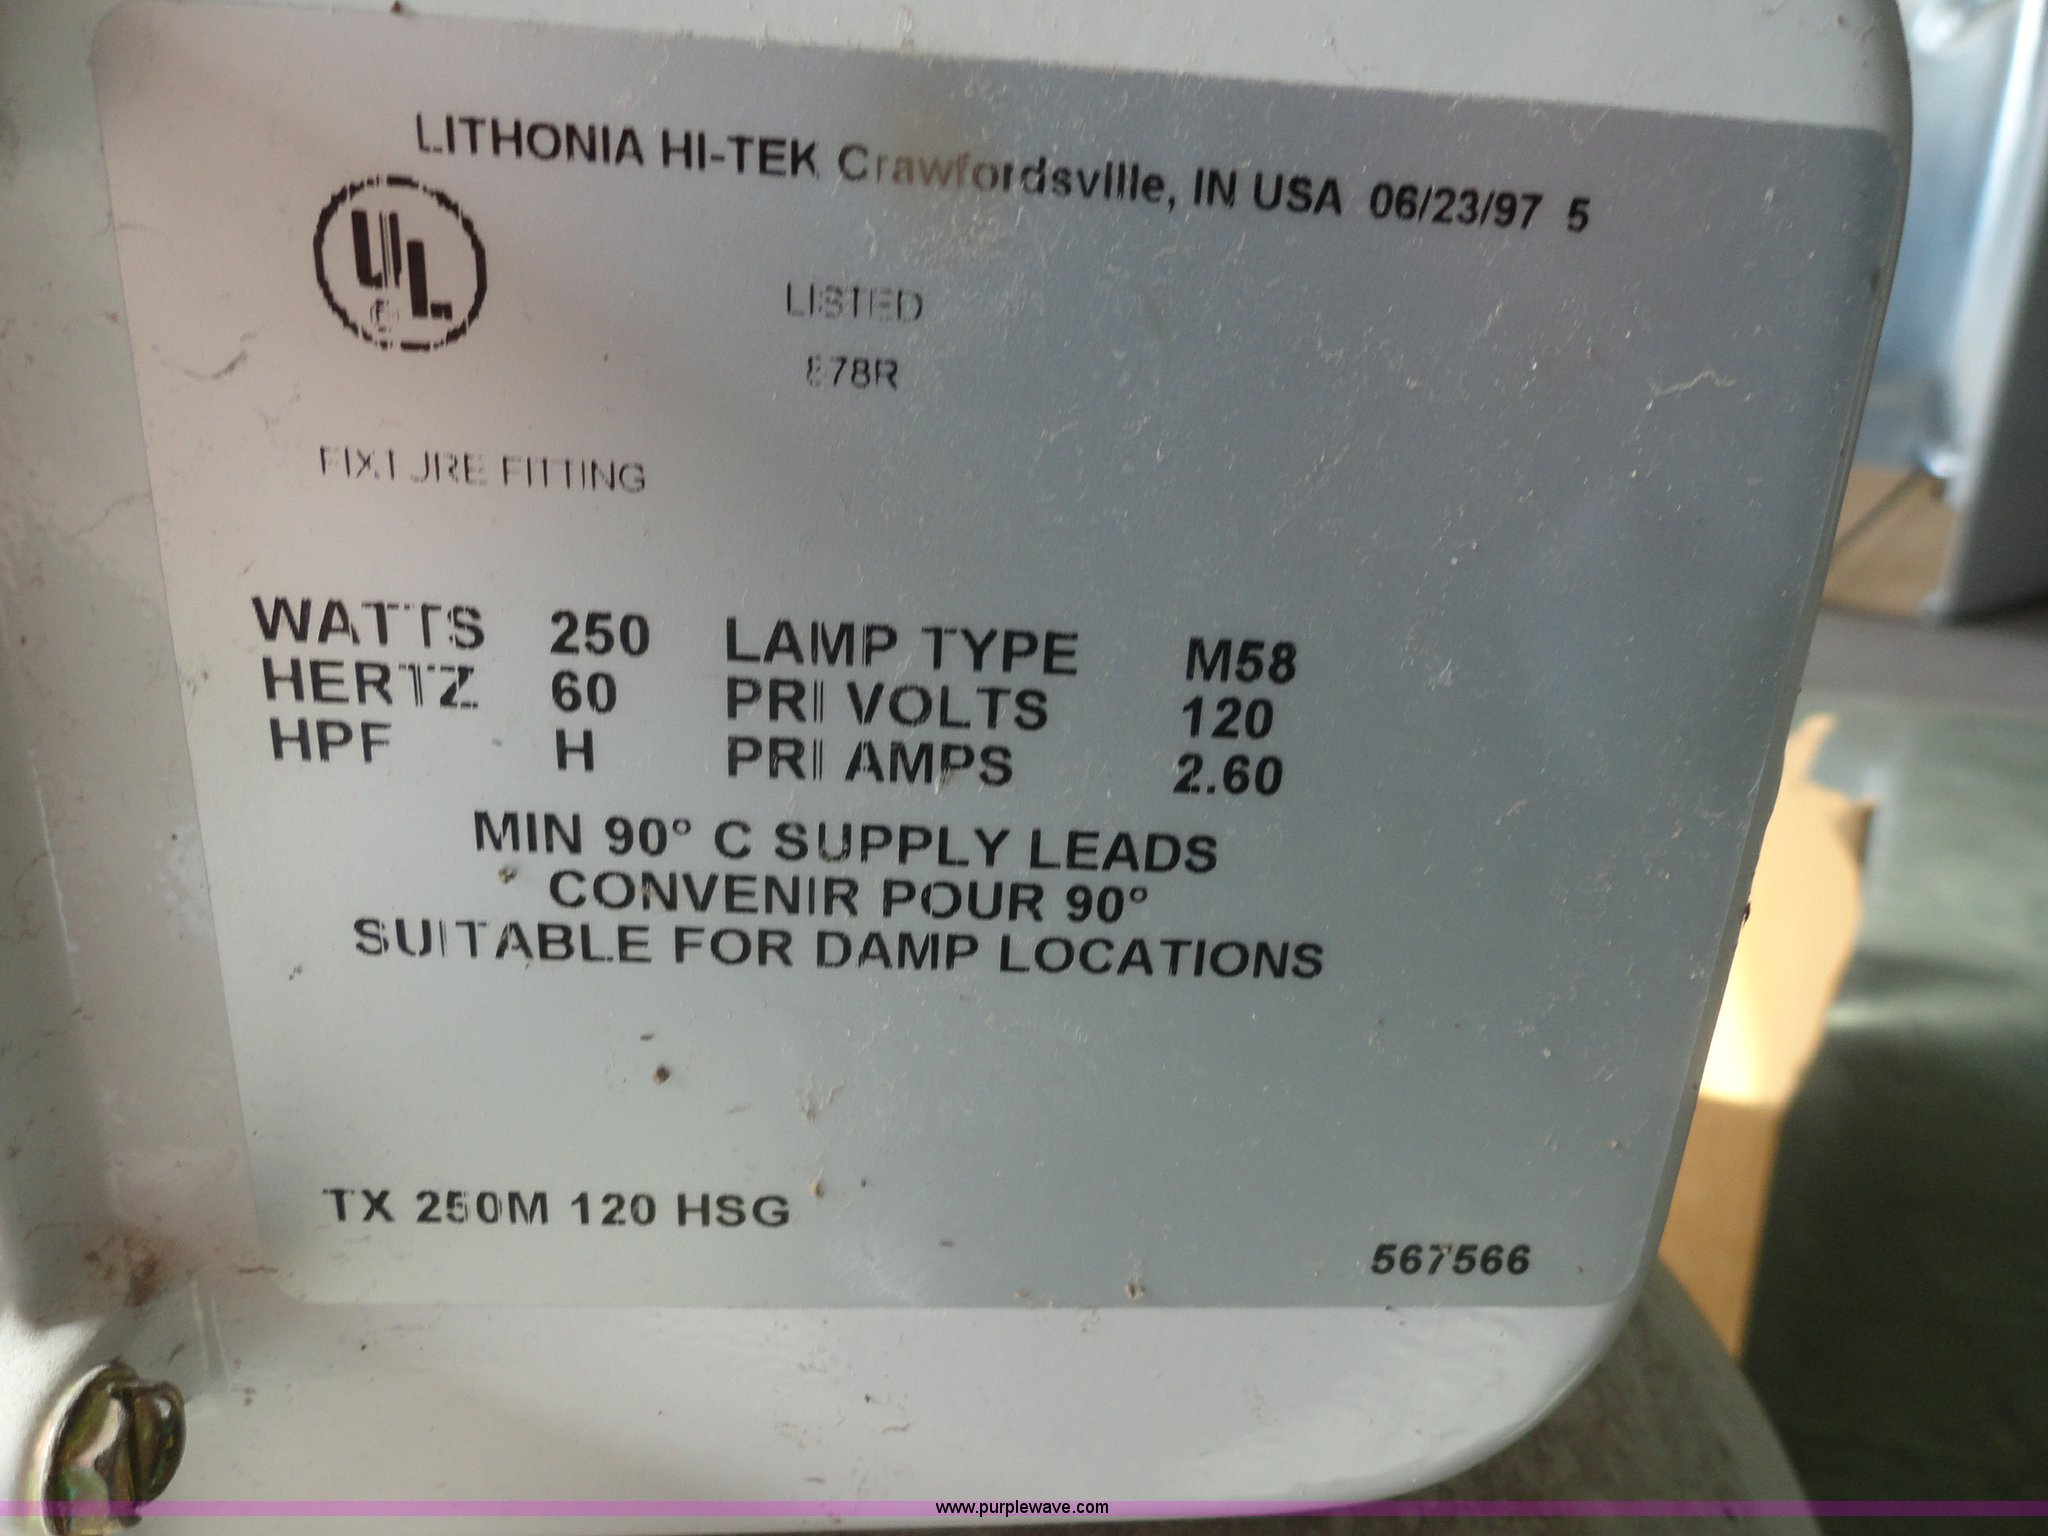 LITHONIA HI-TEK Crawfordsville, IN USA 06/23/97 5
UL
LISTED
878R
FIXTURE FITTING
WATTS 250 LAMP TYPE M58
HERTZ 60 PRI VOLTS 120
HPF H PRI AMPS 2.60
MIN 90° C SUPPLY LEADS
CONVENIR POUR 90°
SUITABLE FOR DAMP LOCATIONS
TX 250M 120 HSG
567566
www.purplewave.com